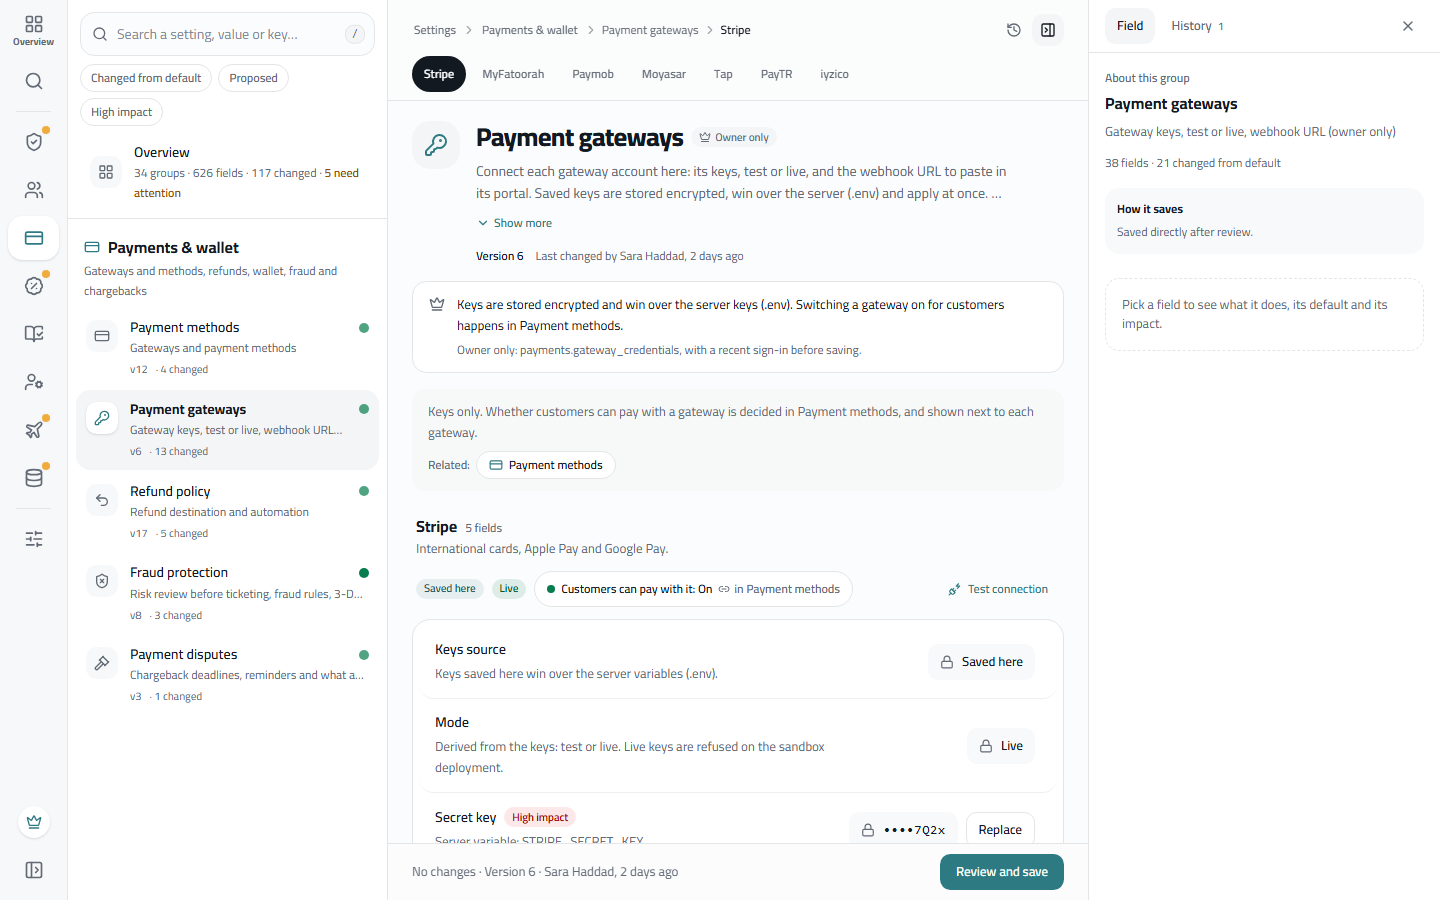 Overview
Search a setting, value or key...
/
Changed from default
Proposed
High impact
Overview
34 groups · 626 fields · 117 changed · 5 need
attention
Payments & wallet
Gateways and methods, refunds, wallet, fraud and
chargebacks
Payment methods
Gateways and payment methods
v12 · 4 changed
Payment gateways
Gateway keys, test or live, webhook URL...
v6 · 13 changed
Refund policy
Refund destination and automation
v17 · 5 changed
Fraud protection
Risk review before ticketing, fraud rules, 3-D...
v8 · 3 changed
Payment disputes
Chargeback deadlines, reminders and what a...
v3 · 1 changed
Settings > Payments & wallet > Payment gateways > Stripe
Stripe
MyFatoorah
Paymob
Moyasar
Tap
PayTR
iyzico
Payment gateways
Owner only
Connect each gateway account here: its keys, test or live, and the webhook URL to paste in
its portal. Saved keys are stored encrypted, win over the server (.env) and apply at once. ...
Show more
Version 6 Last changed by Sara Haddad, 2 days ago
Keys are stored encrypted and win over the server keys (.env). Switching a gateway on for customers
happens in Payment methods.
Owner only: payments.gateway_credentials, with a recent sign-in before saving.
Keys only. Whether customers can pay with a gateway is decided in Payment methods, and shown next to each
gateway.
Related: Payment methods
Stripe 5 fields
International cards, Apple Pay and Google Pay.
Saved here
Live
Customers can pay with it: On in Payment methods
Test connection
Keys source
Keys saved here win over the server variables (.env).
Saved here
Mode
Derived from the keys: test or live. Live keys are refused on the sandbox
deployment.
Live
Secret key High impact
Server variable: STRIPE_SECRET_KEY
••••7Q2x
Replace
No changes · Version 6 · Sara Haddad, 2 days ago
Review and save
Field
History 1
About this group
Payment gateways
Gateway keys, test or live, webhook URL (owner only)
38 fields · 21 changed from default
How it saves
Saved directly after review.
Pick a field to see what it does, its default and its
impact.